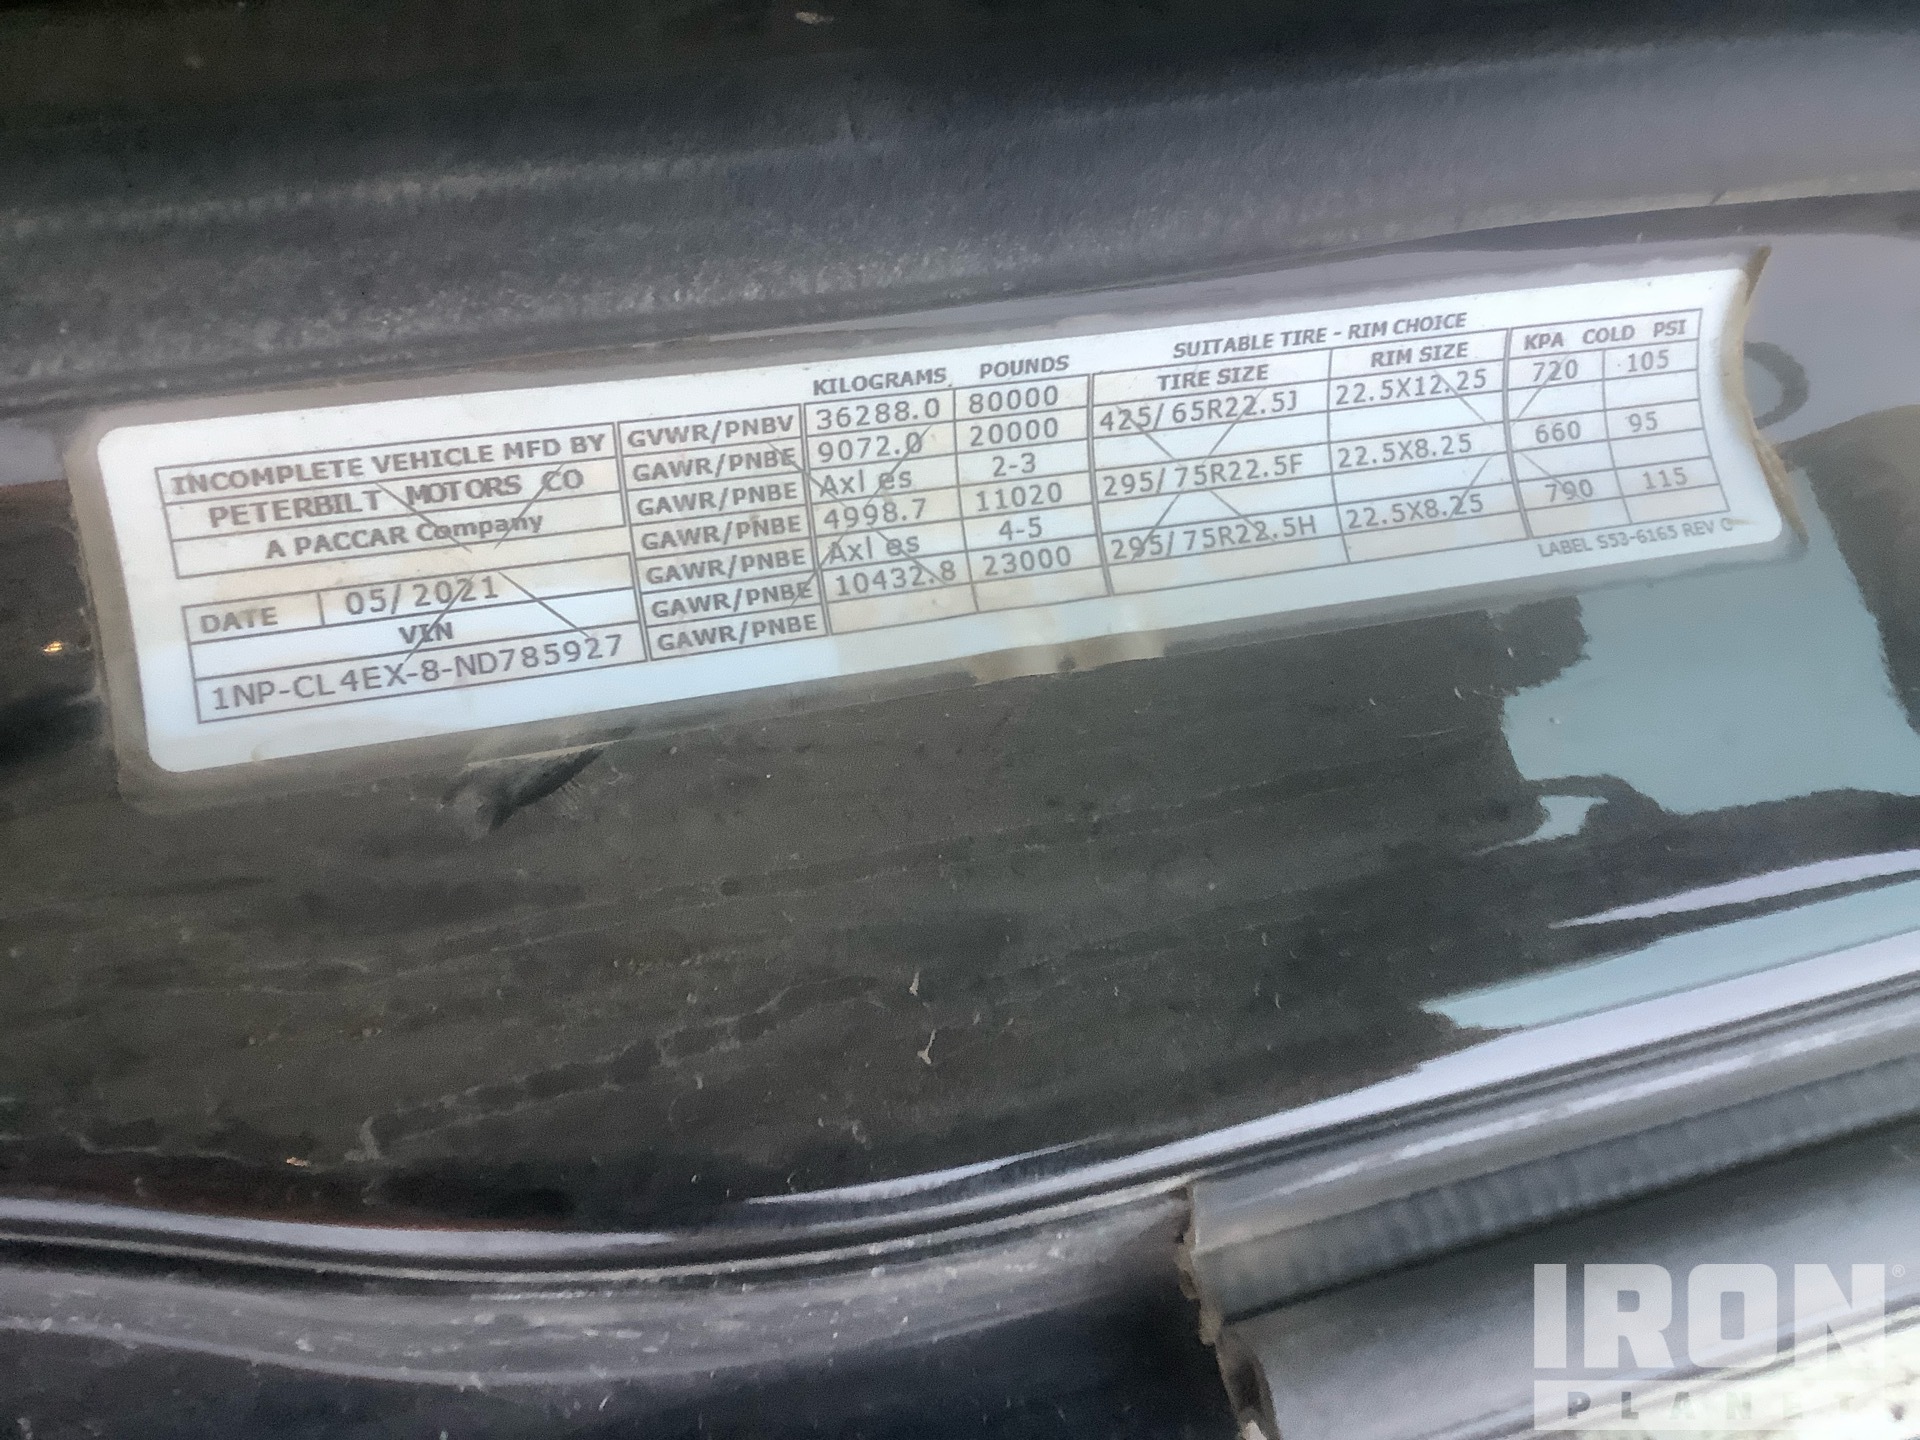 KILOGRAMS POUNDS SUITABLE TIRE - RIM CHOICE
TIRE SIZE RIM SIZE KPA COLD PSI
INCOMPLETE VEHICLE MFD BY
PETERBILT MOTORS CO
A PACCAR Company
DATE 05/2021
VIN
1NP-CL4EX-8-ND785927
GVWR/PNBV 36288.0 80000
GAWR/PNBE 9072.0 20000 425/65R22.5J 22.5X12.25 720 105
GAWR/PNBE Axles 2-3
GAWR/PNBE 4998.7 11020 295/75R22.5F 22.5X8.25 660 95
GAWR/PNBE Axles 4-5
GAWR/PNBE 10432.8 23000 295/75R22.5H 22.5X8.25 790 115
GAWR/PNBE
LABEL S53-6165 REV C
IRON®
PLANET